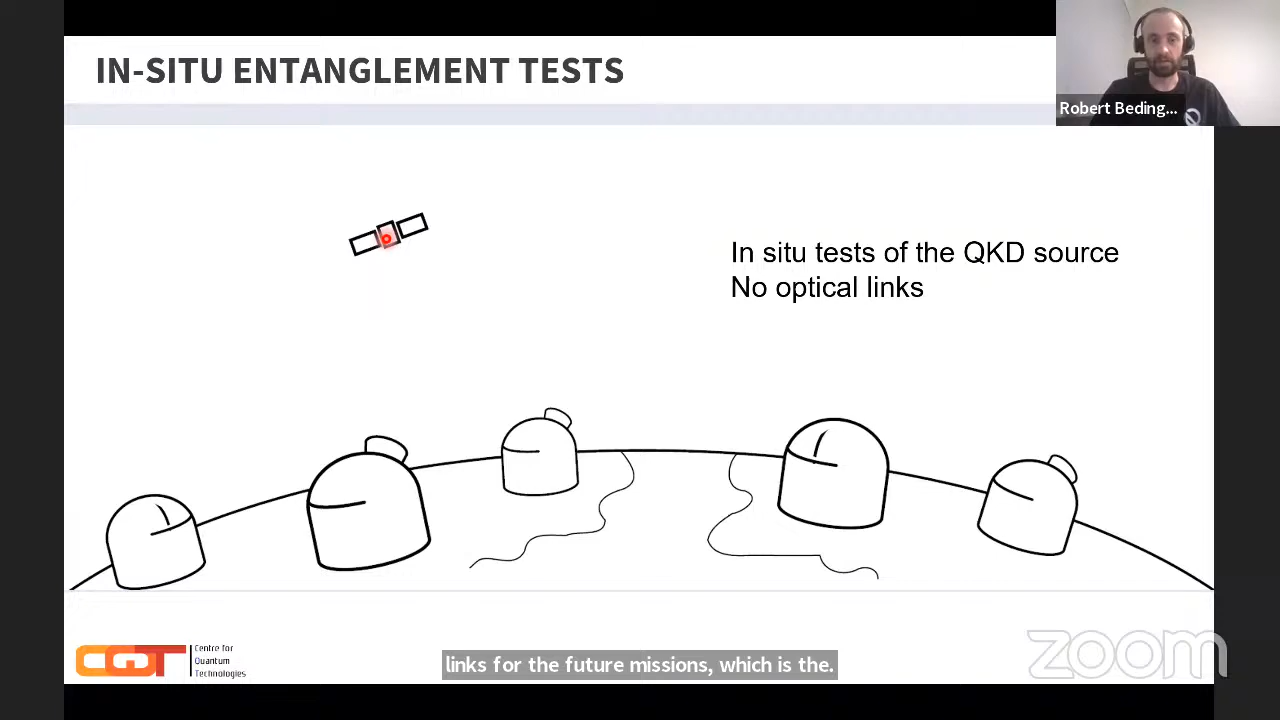 IN-SITU ENTANGLEMENT TESTS
Robert Beding...
In situ tests of the QKD source
No optical links
CQT
Centre for
Quantum
Technologies
links for the future missions, which is the.
zoom